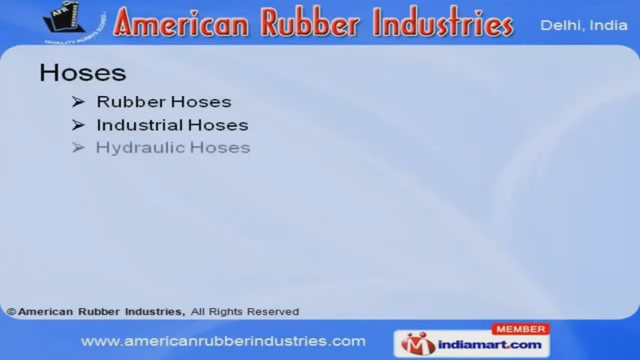 American Rubber Industries
Delhi, India
Hoses
➢ Rubber Hoses
➢ Industrial Hoses
➢ Hydraulic Hoses
© American Rubber Industries, All Rights Reserved
www.americanrubberindustries.com
MEMBER
indiamart.com